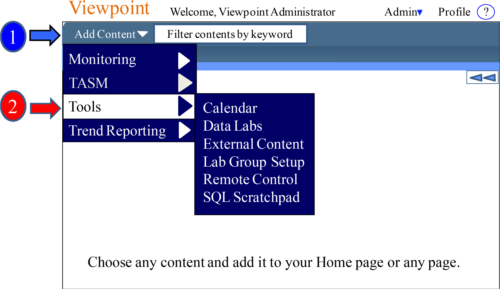 Viewpoint Welcome, Viewpoint Administrator Admin Profile ?
1 Add Content Filter contents by keyword
Monitoring
TASM
2 Tools
Trend Reporting
Calendar
Data Labs
External Content
Lab Group Setup
Remote Control
SQL Scratchpad
Choose any content and add it to your Home page or any page.